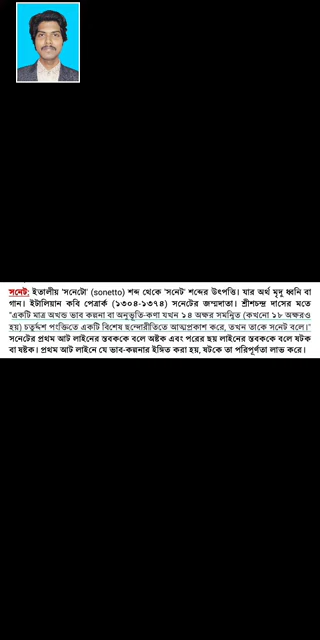 সনেট: ইতালীয় 'সনেটো' (sonetto) শব্দ থেকে 'সনেট' শব্দের উৎপত্তি। যার অর্থ মৃদু ধ্বনি বা
গান। ইটালিয়ান কবি পেত্রার্ক (১৩০৪-১৩৭৪) সনেটের জন্মদাতা। শ্রীশচন্দ্র দাসের মতে
"একটি মাত্র অখন্ড ভাব কল্পনা বা অনুভূতি-কণা যখন ১৪ অক্ষর সমন্বিত (কখনো ১৮ অক্ষরও
হয়) চতুর্দ্দশ পংক্তিতে একটি বিশেষ ছন্দোরীতিতে আত্মপ্রকাশ করে, তখন তাকে সনেট বলে।"
সনেটের প্রথম আট লাইনের স্তবককে বলে অষ্টক এবং পরের ছয় লাইনের স্তবককে বলে ষটক
বা ষষ্টক। প্রথম আট লাইনে যে ভাব-কল্পনার ইঙ্গিত করা হয়, ষটকে তা পরিপূর্ণতা লাভ করে।